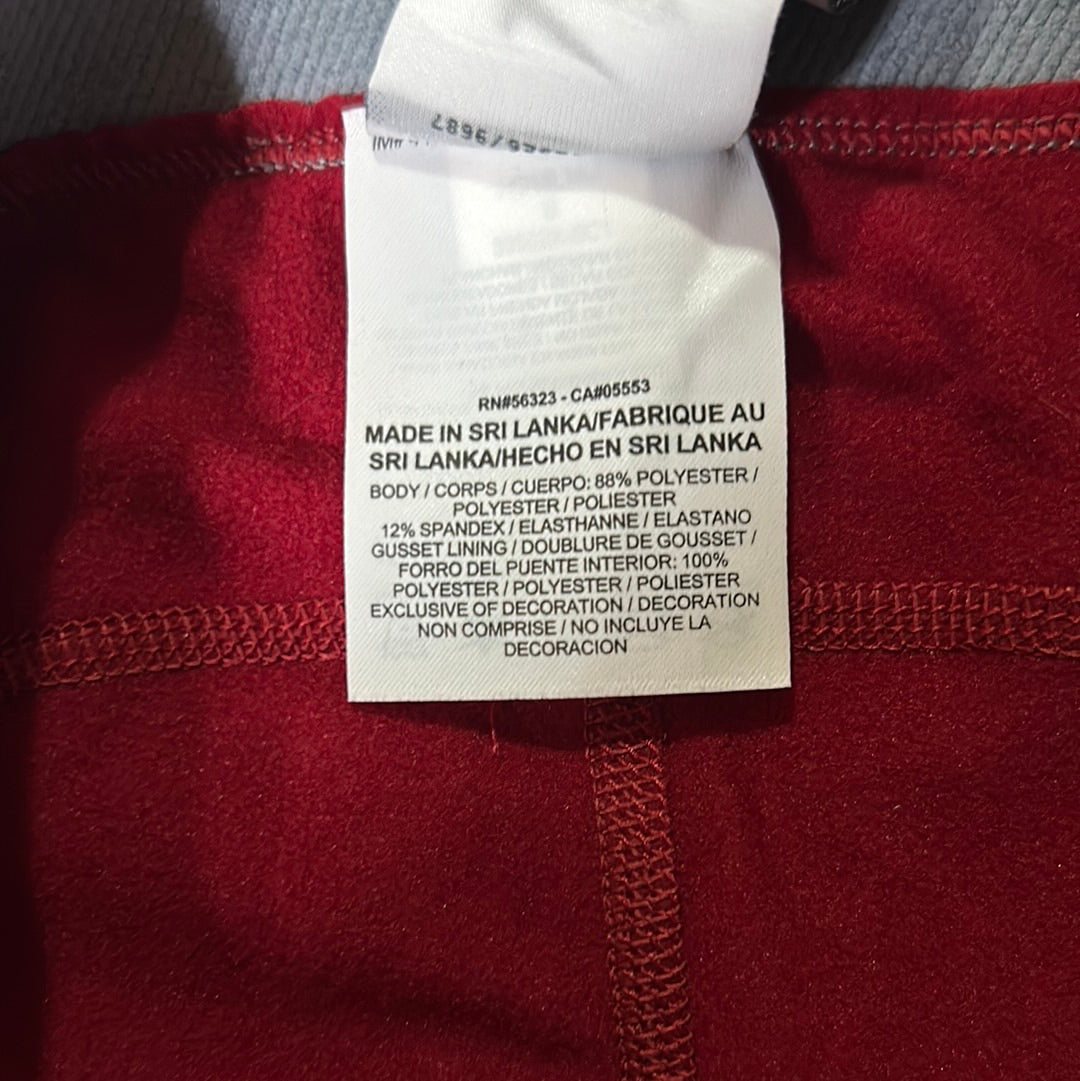 RN#56323 - CA#05553
MADE IN SRI LANKA/FABRIQUE AU
SRI LANKA/HECHO EN SRI LANKA
BODY / CORPS / CUERPO: 88% POLYESTER /
POLYESTER / POLIESTER
12% SPANDEX / ELASTHANNE / ELASTANO
GUSSET LINING / DOUBLURE DE GOUSSET /
FORRO DEL PUENTE INTERIOR: 100%
POLYESTER / POLYESTER / POLIESTER
EXCLUSIVE OF DECORATION / DECORATION
NON COMPRISE / NO INCLUYE LA
DECORACION